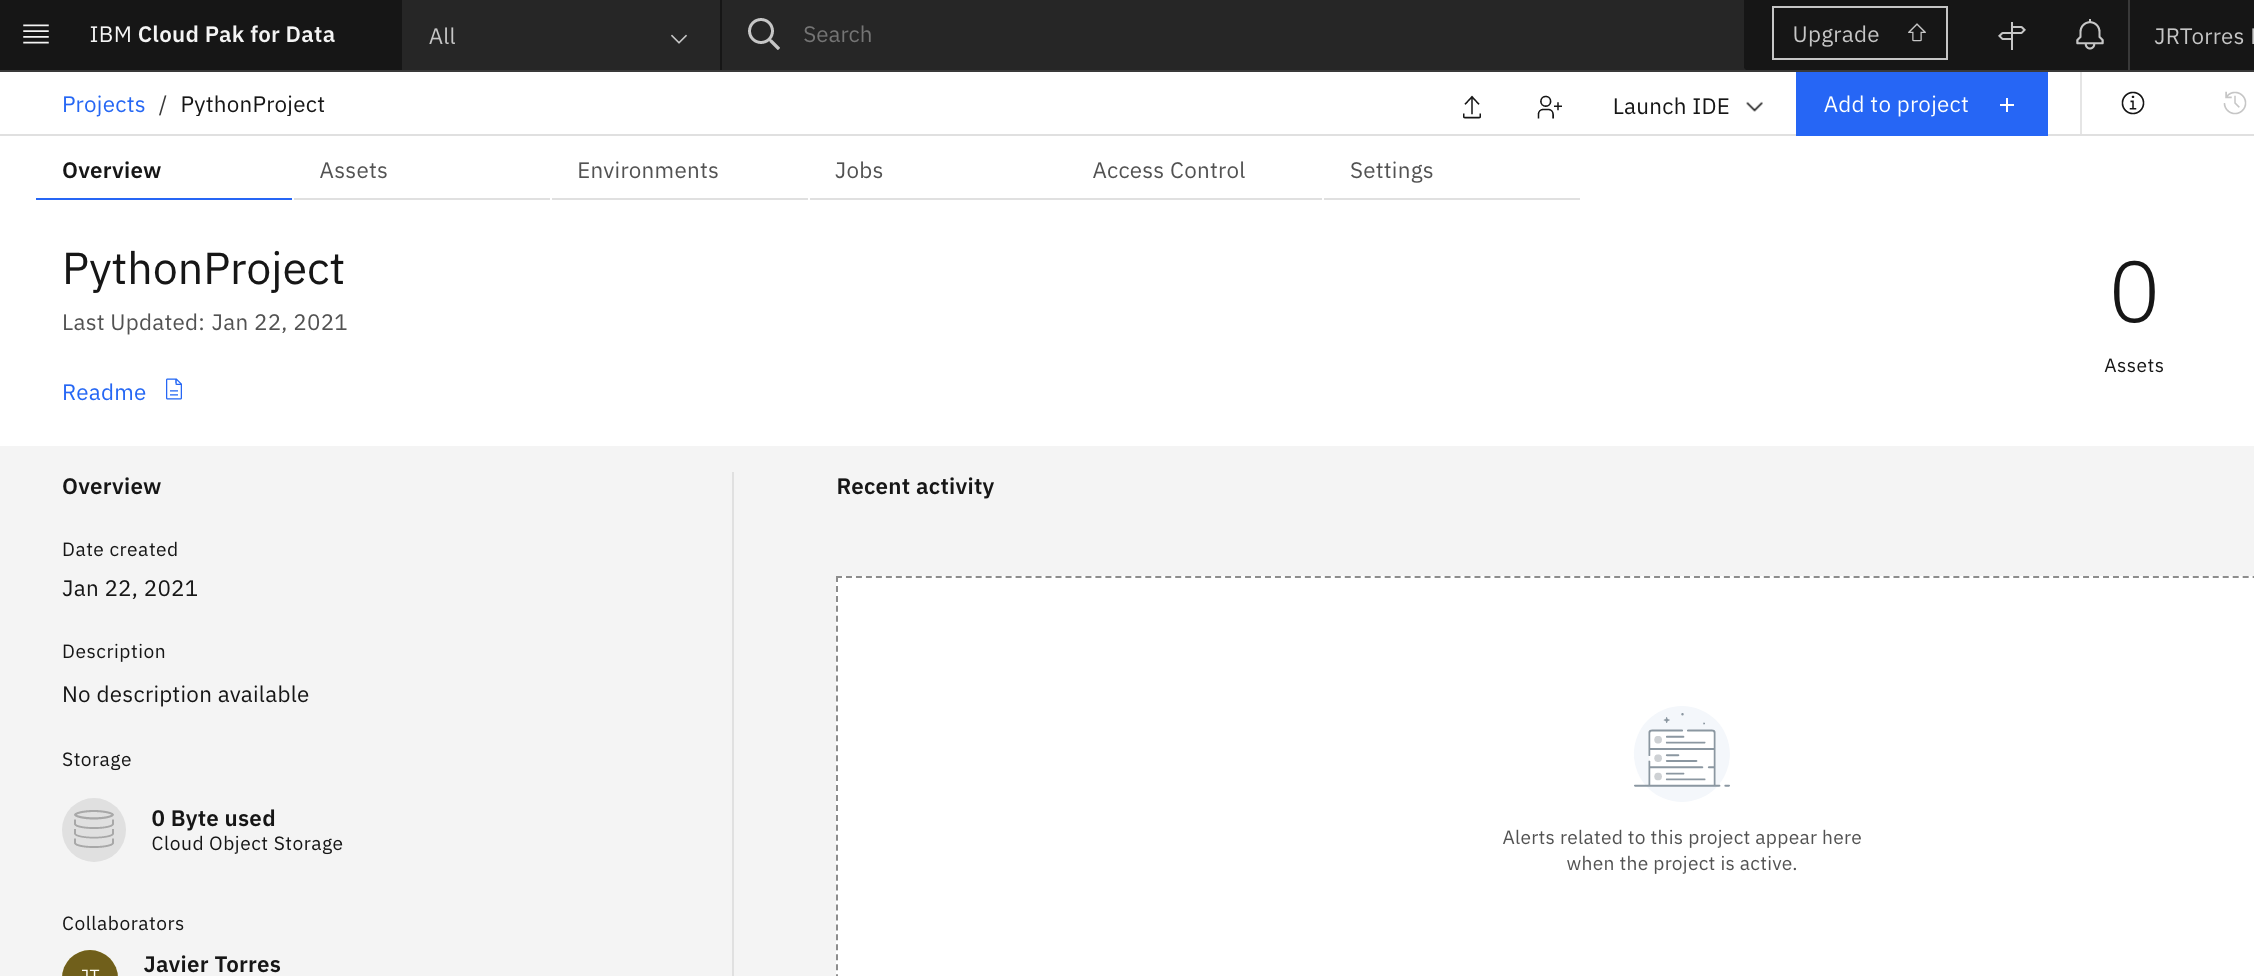 IBM Cloud Pak for Data
All
Search
Upgrade
JRTorres
Projects / PythonProject
Launch IDE
Add to project +
Overview
Assets
Environments
Jobs
Access Control
Settings
PythonProject
Last Updated: Jan 22, 2021
Readme
0
Assets
Overview
Date created
Jan 22, 2021
Description
No description available
Storage
0 Byte used
Cloud Object Storage
Collaborators
JT
Javier Torres
Recent activity
Alerts related to this project appear here
when the project is active.